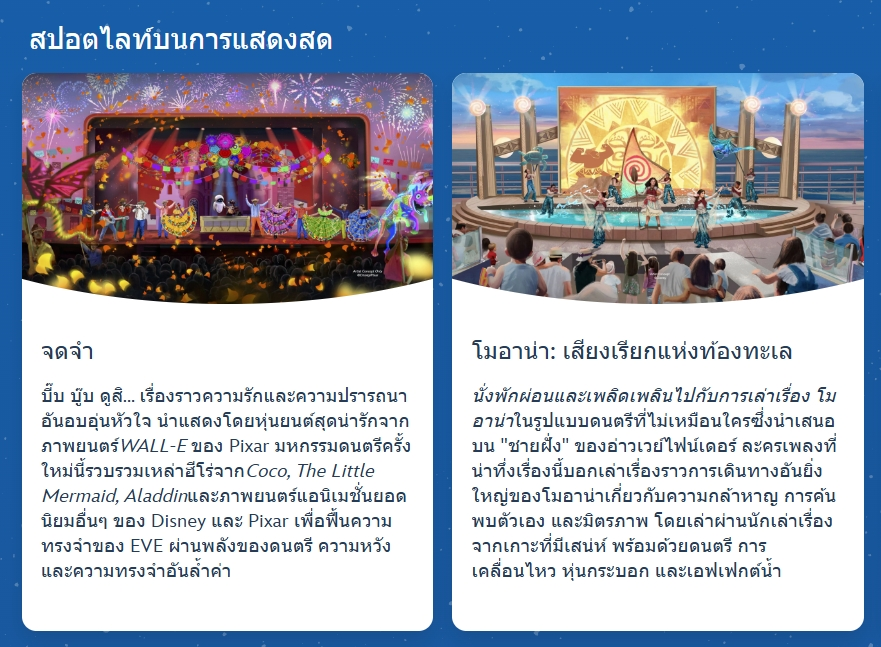 สปอตไลท์บนการแสดงสด
จดจำ
บี๊บ บู๊บ ดูสิ... เรื่องราวความรักและความปรารถนา
อันอบอุ่นหัวใจ นำแสดงโดยหุ่นยนต์สุดน่ารักจาก
ภาพยนตร์WALL-E ของ Pixar มหกรรมดนตรีครั้ง
ใหม่นี้รวบรวมเหล่าฮีโร่จากCoco, The Little
Mermaid, Aladdinและภาพยนตร์แอนิเมชั่นยอด
นิยมอื่นๆ ของ Disney และ Pixar เพื่อฟื้นความ
ทรงจำของ EVE ผ่านพลังของดนตรี ความหวัง
และความทรงจำอันล้ำค่า
โมอาน่า: เสียงเรียกแห่งท้องทะเล
นั่งพักผ่อนและเพลิดเพลินไปกับการเล่าเรื่อง โม
อาน่าในรูปแบบดนตรีที่ไม่เหมือนใครซึ่งนำเสนอ
บน "ชายฝั่ง" ของอ่าวเวย์ไฟน์เดอร์ ละครเพลงที่
น่าทึ่งเรื่องนี้บอกเล่าเรื่องราวการเดินทางอันยิ่ง
ใหญ่ของโมอาน่าเกี่ยวกับความกล้าหาญ การค้น
พบตัวเอง และมิตรภาพ โดยเล่าผ่านนักเล่าเรื่อง
จากเกาะที่มีเสน่ห์ พร้อมด้วยดนตรี การ
เคลื่อนไหว หุ่นกระบอก และเอฟเฟกต์น้ำ